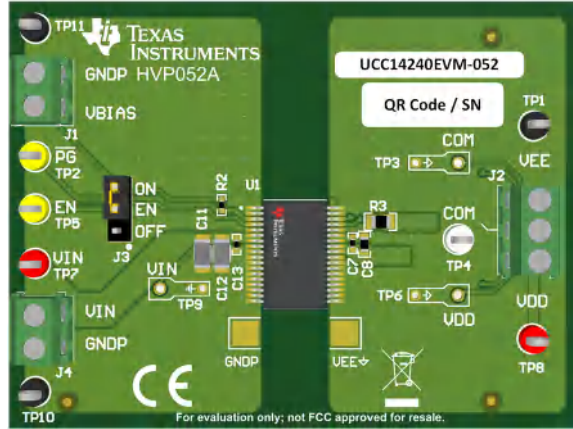 TP11
TEXAS
INSTRUMENTS
GNDP HVP052A
VBIAS
J1
PG
TP2
EN
TP5
VIN
TP7
ON
EN
OFF
J3
R2
U1
C11
C13
C12
VIN
TP9
VIN
GNDP
J4
TP10
GNDP
CE
TEXAS
INSTRUMENTS
UCC14240EVM-052
QR Code / SN
TP1
COM
TP3
VEE
J2
R3
COM
TP4
C7
C8
TP6
VDD
VDD
TP8
VEE
For evaluation only; not FCC approved for resale.